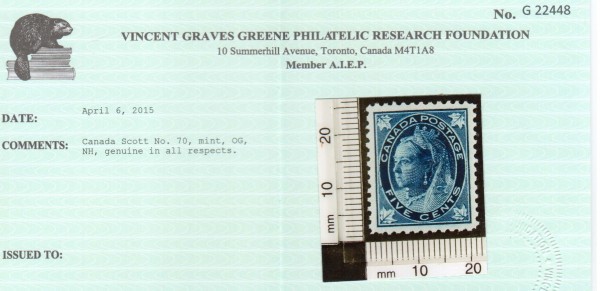 No. G 22448
VINCENT GRAVES GREENE PHILATELIC RESEARCH FOUNDATION
10 Summerhill Avenue, Toronto, Canada M4T1A8
Member A.I.E.P.
DATE:
April 6, 2015
COMMENTS:
Canada Scott No. 70, mint, OG,
NH, genuine in all respects.
CANADA POSTAGE
FIVE CENTS
20
10
mm
mm 10 20
ISSUED TO: